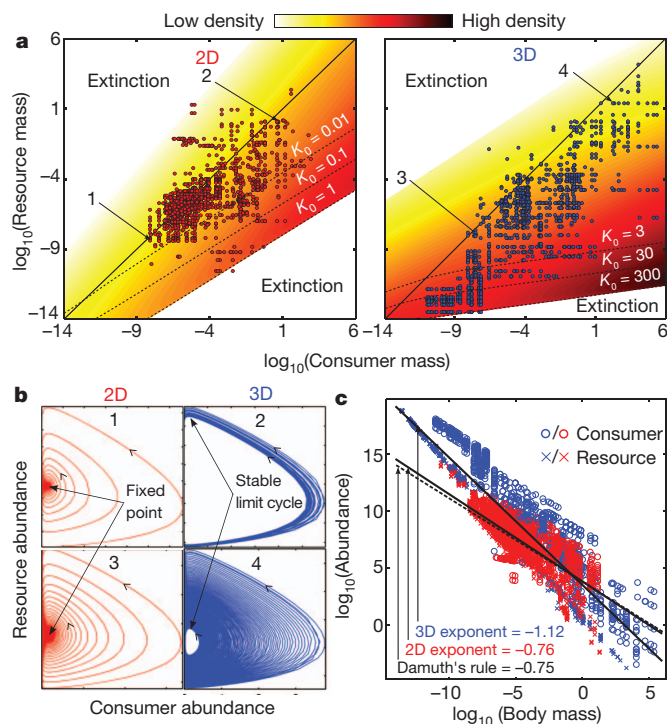 Low density High density
a
2D
Extinction
2
1
K₀ = 0.01
K₀ = 0.1
K₀ = 1
6
1
−4
−9
−14
−14 −9 −4 1 6
log₁₀(Resource mass)
3D
Extinction
4
3
K₀ = 3
K₀ = 30
K₀ = 300
Extinction
−14 −9 −4 1 6
log₁₀(Consumer mass)
b
2D 3D
1 2
Fixed point
Stable limit cycle
3 4
Resource abundance
Consumer abundance
c
○/○ Consumer
×/× Resource
15
10
5
0
log₁₀(Abundance)
3D exponent = −1.12
2D exponent = −0.76
Damuth's rule = −0.75
−10 −5 0 5
log₁₀ (Body mass)